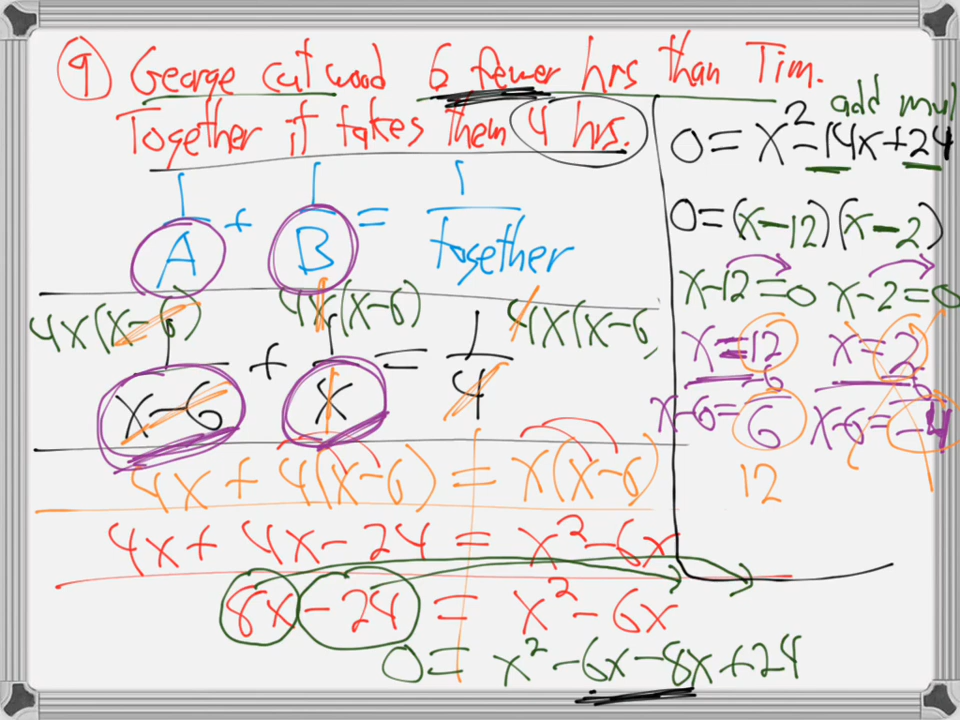 9 George cut wood 6 fewer hrs than Tim.
Together it takes them 4 hrs.
1/A + 1/B = 1/together
4x(x-6) 4x(x-6) 4x(x-6
1/x-6 + 1/x = 1/4
4x + 4(x-6) = x(x-6)
4x + 4x - 24 = x² - 6x
8x - 24 = x² - 6x
0 = x² - 6x - 8x + 24
add mul
0 = x² - 14x + 24
0 = (x-12)(x-2)
x-12=0 x-2=0
x=12 x=2
-6 -6
x-6=6 x-6=-4
12